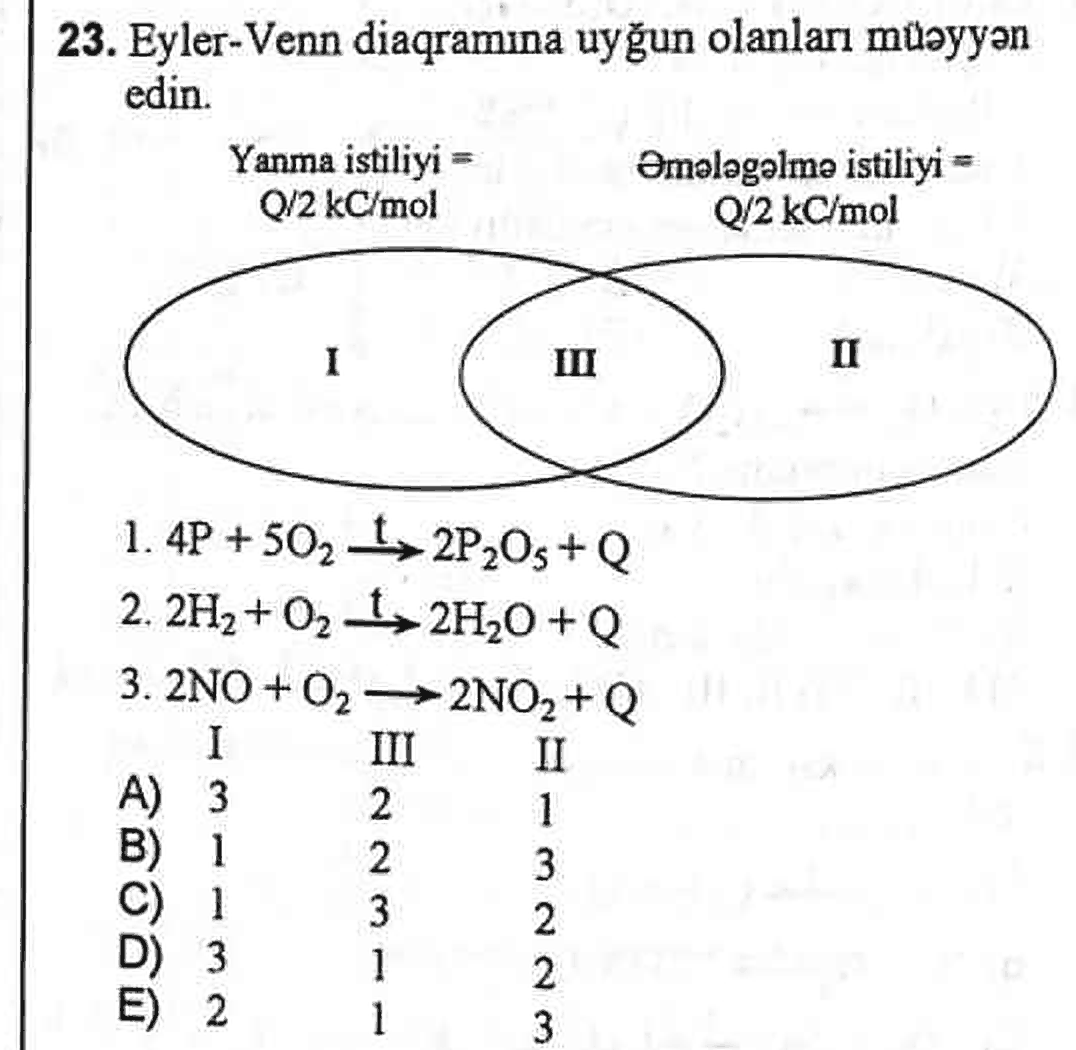 23. Eyler-Venn diaqramına uyğun olanları müəyyən
edin.
Yanma istiliyi =
Q/2 kC/mol
Əmələgəlmə istiliyi =
Q/2 kC/mol
I III II
1. 4P + 5O₂ —t→ 2P₂O₅ + Q
2. 2H₂ + O₂ —t→ 2H₂O + Q
3. 2NO + O₂ ⟶ 2NO₂ + Q
I III II
A) 3 2 1
B) 1 2 3
C) 1 3 2
D) 3 1 2
E) 2 1 3